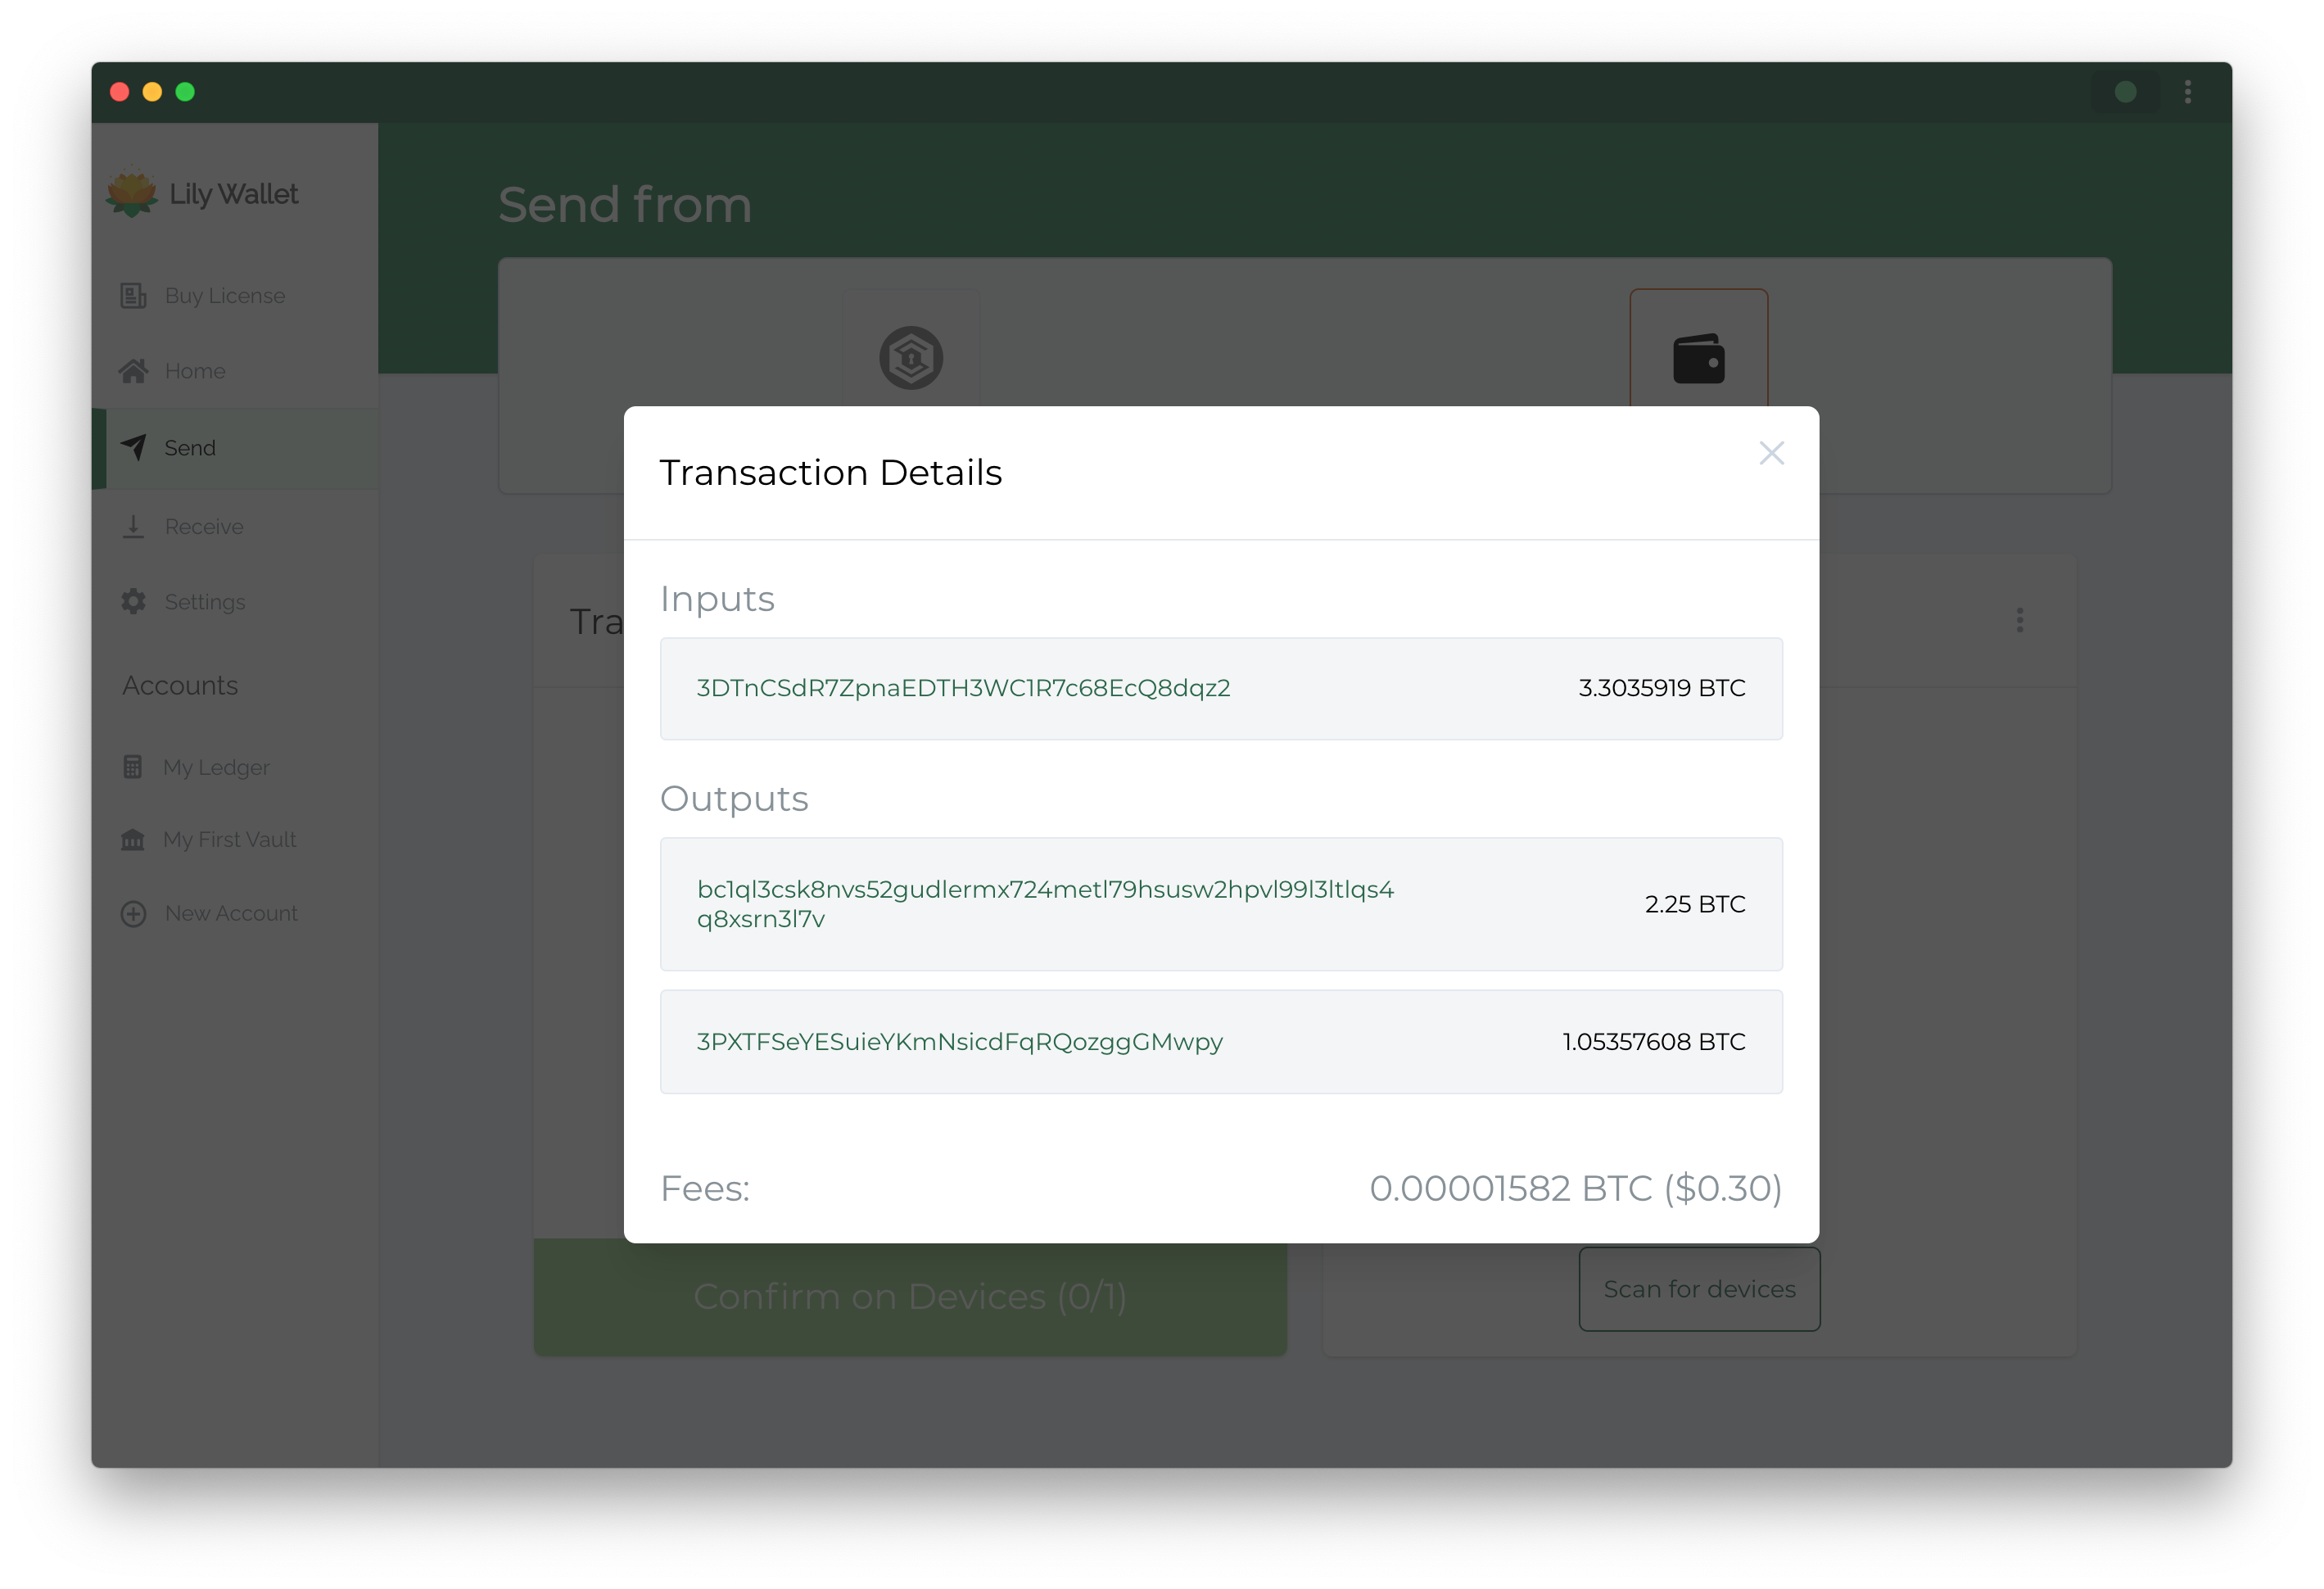 Lily Wallet
Buy License
Home
Send
Receive
Settings
Accounts
My Ledger
My First Vault
New Account
Send from
Tra
Transaction Details
Inputs
3DTnCSdR7ZpnaEDTH3WC1R7c68EcQ8dqz2 3.3035919 BTC
Outputs
bc1ql3csk8nvs52gudlermx724metl79hsusw2hpvl99l3ltlqs4
q8xsrn3l7v
2.25 BTC
3PXTFSeYESuieYKmNsicdFqRQozggGMwpy 1.05357608 BTC
Fees: 0.00001582 BTC ($0.30)
Confirm on Devices (0/1)
Scan for devices